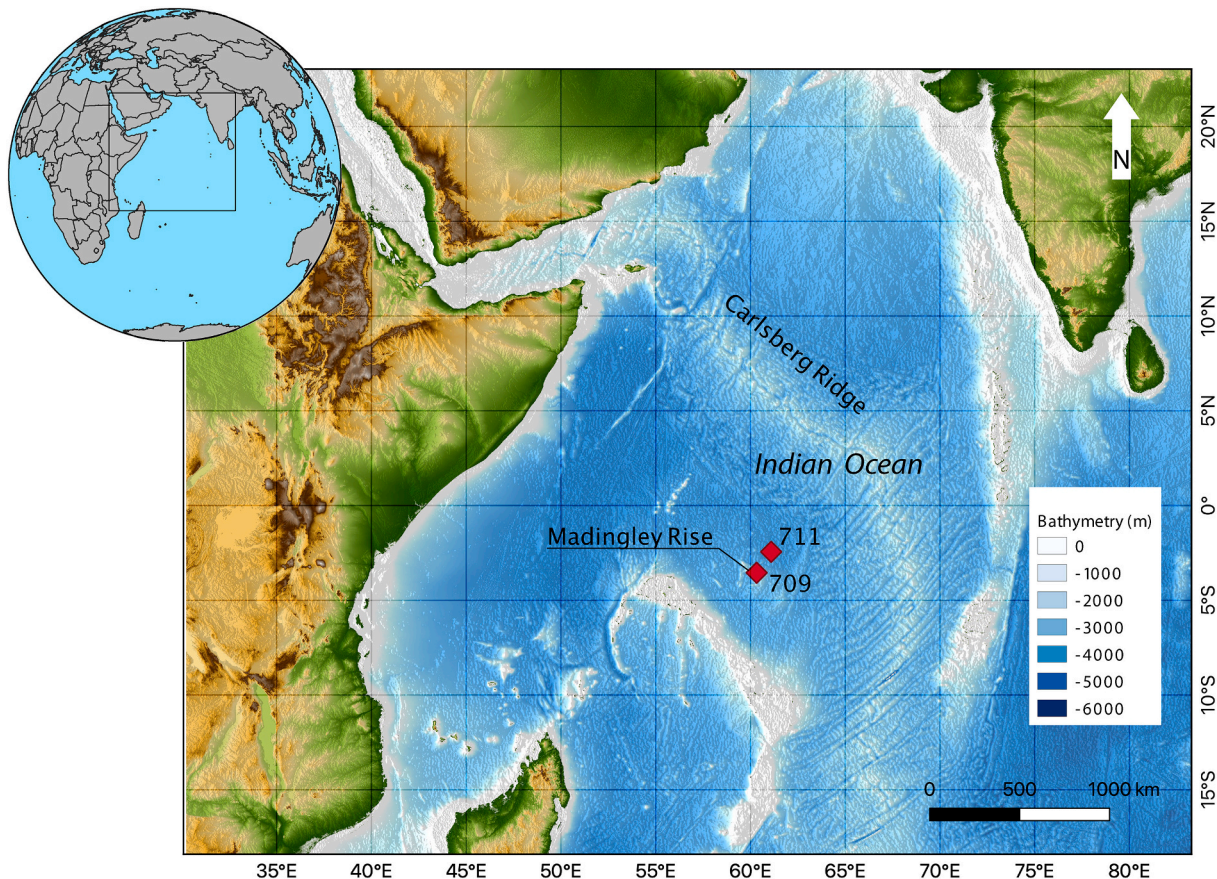 N
20°N
15°N
10°N
5°N
0°
5°S
10°S
15°S
Carlsberg Ridge
Indian Ocean
Madingley Rise
711
709
Bathymetry (m)
0
-1000
-2000
-3000
-4000
-5000
-6000
0 500 1000 km
35°E 40°E 45°E 50°E 55°E 60°E 65°E 70°E 75°E 80°E